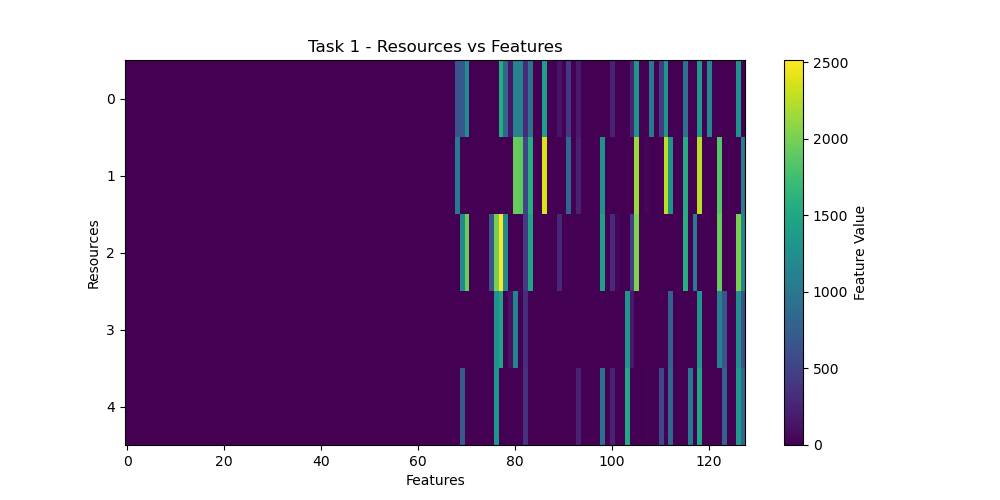 Task 1 - Resources vs Features
Resources
0
1
2
3
4
0 20 40 60 80 100 120
Features
2500
2000
1500
1000
500
0
Feature Value